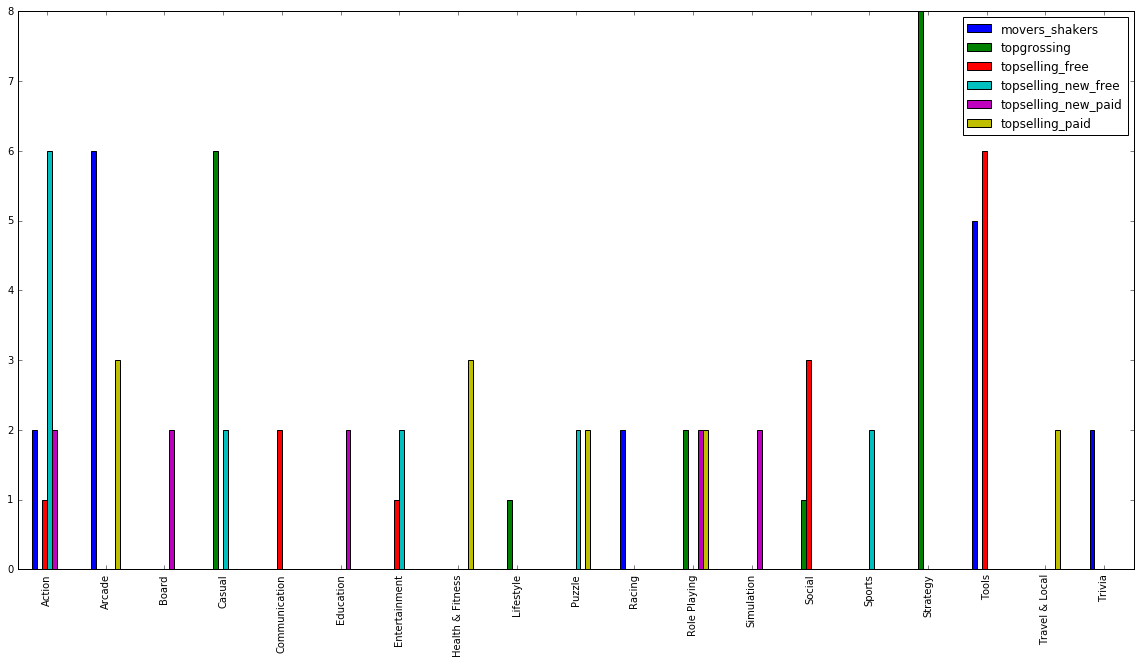 8
7
6
5
4
3
2
1
0
movers_shakers
topgrossing
topselling_free
topselling_new_free
topselling_new_paid
topselling_paid
Action
Arcade
Board
Casual
Communication
Education
Entertainment
Health & Fitness
Lifestyle
Puzzle
Racing
Role Playing
Simulation
Social
Sports
Strategy
Tools
Travel & Local
Trivia